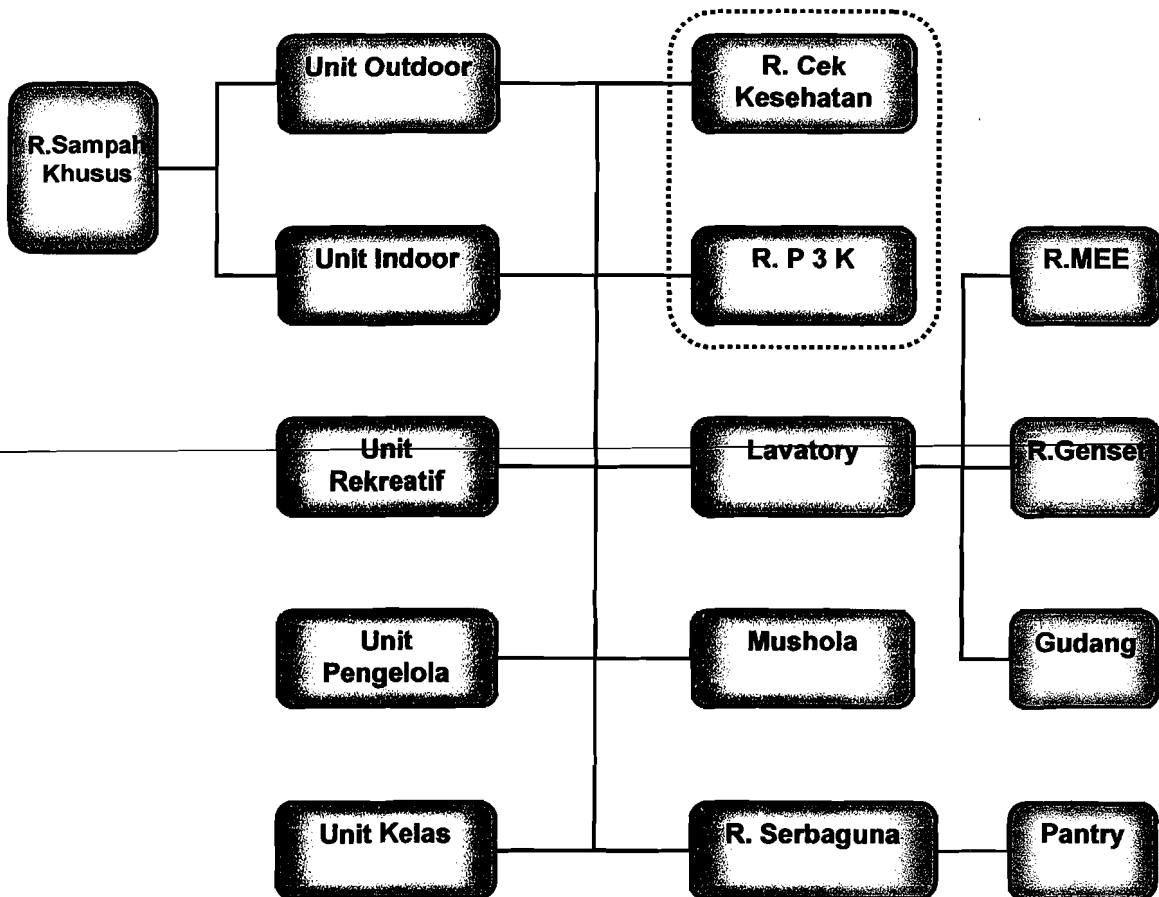 Unit Outdoor
R. Cek
Kesehatan
R.Sampah
Khusus
Unit Indoor
R. P 3 K
R.MEE
Unit
Rekreatif
Lavatory
R.Genset
Unit
Pengelola
Mushola
Gudang
Unit Kelas
R. Serbaguna
Pantry